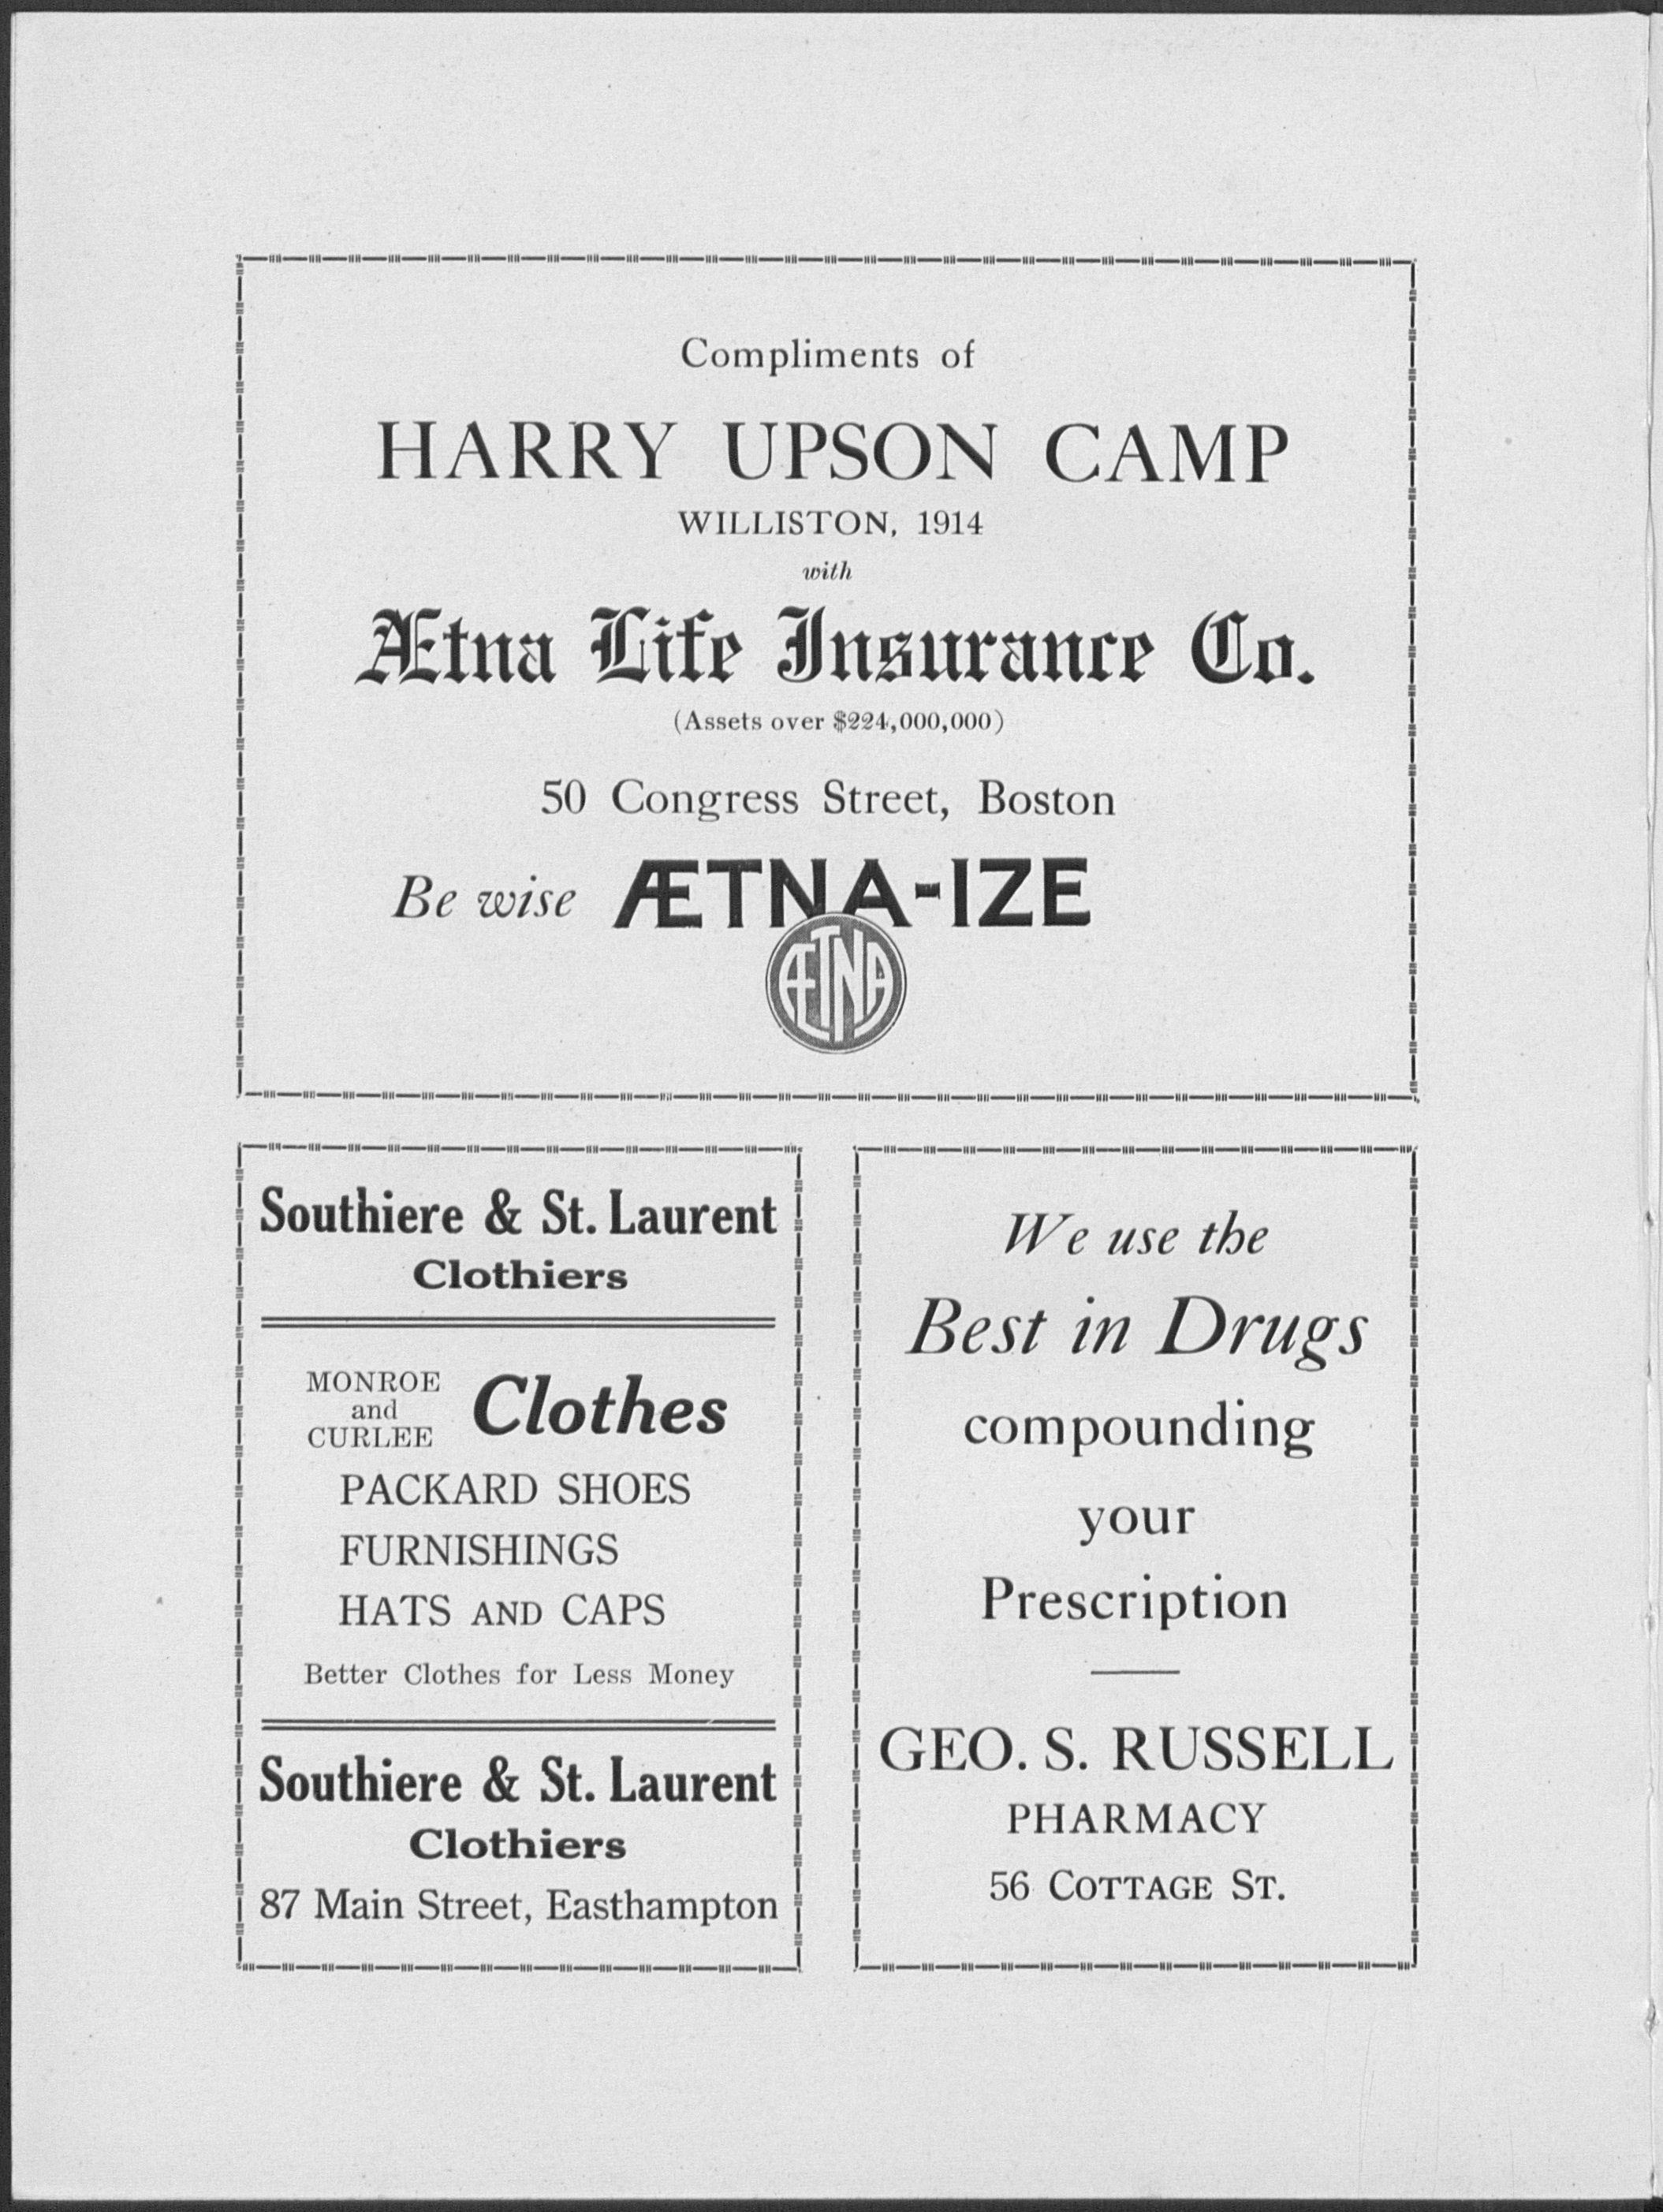 Compliments of
HARRY UPSON CAMP
WILLISTON, 1914
with
Ætna Life Insurance Co.
(Assets over $224,000,000)
50 Congress Street, Boston
Be wise ÆTNA-IZE
ÆTNA
Southiere & St. Laurent
Clothiers
MONROE
and
CURLEE
Clothes
PACKARD SHOES
FURNISHINGS
HATS AND CAPS
Better Clothes for Less Money
Southiere & St. Laurent
Clothiers
87 Main Street, Easthampton
We use the
Best in Drugs
compounding
your
Prescription
GEO. S. RUSSELL
PHARMACY
56 COTTAGE ST.